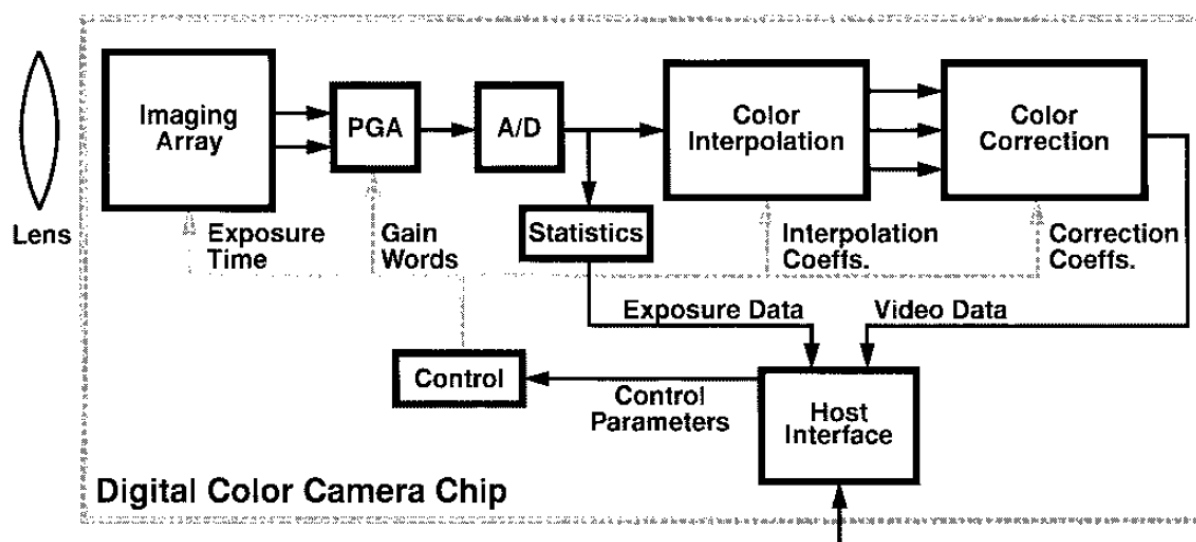 Imaging
Array
PGA
A/D
Color
Interpolation
Color
Correction
Lens
Exposure
Time
Gain
Words
Statistics
Interpolation
Coeffs.
Correction
Coeffs.
Exposure Data
Video Data
Control
Control
Parameters
Host
Interface
Digital Color Camera Chip